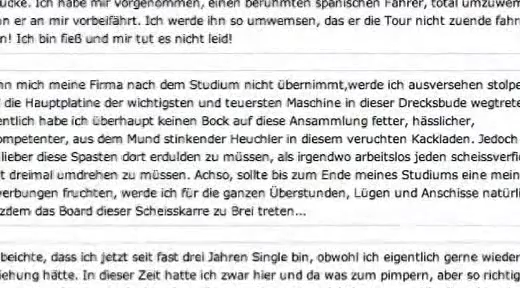 ücke. Ich habe mir vorgenommen, einen berühmten spanischen Fahrer, total umzuwem
nn er an mir vorbeifährt. Ich werde ihn so umwemsen, das er die Tour nicht zuende fahr
n! Ich bin fieß und mir tut es nicht leid!
nn mich meine Firma nach dem Studium nicht übernimmt,werde ich ausversehen stolpe
die Hauptplatine der wichtigsten und teuersten Maschine in dieser Drecksbude wegtrete
entlich habe ich überhaupt keinen Bock auf diese Ansammlung fetter, hässlicher,
ompetenter, aus dem Mund stinkender Heuchler in diesem veruchten Kackladen. Jedoch
lieber diese Spasten dort erdulden zu müssen, als irgendwo arbeitslos jeden scheissverfi
t dreimal umdrehen zu müssen. Achso, sollte bis zum Ende meines Studiums eine mein
erbungen fruchten, werde ich für die ganzen Überstunden, Lügen und Anschisse natürli
zdem das Board dieser Scheisskarre zu Brei treten...
beichte, dass ich jetzt seit fast drei Jahren Single bin, obwohl ich eigentlich gerne wieder
iehung hätte. In dieser Zeit hatte ich zwar hier und da was zum pimpern, aber so richtig